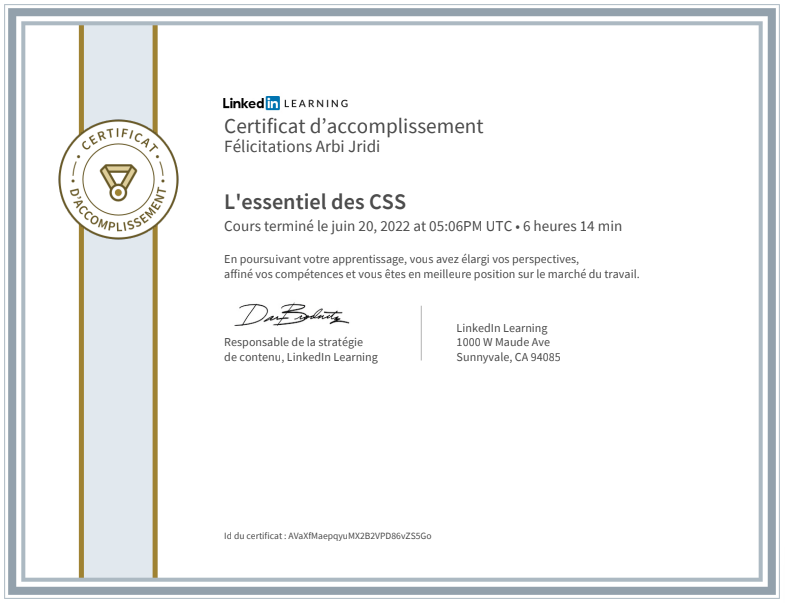 Linked in LEARNING
Certificat d'accomplissement
Félicitations Arbi Jridi
CERTIFICAT
D'ACCOMPLISSEMENT
L'essentiel des CSS
Cours terminé le juin 20, 2022 at 05:06PM UTC • 6 heures 14 min
En poursuivant votre apprentissage, vous avez élargi vos perspectives,
affiné vos compétences et vous êtes en meilleure position sur le marché du travail.
Responsable de la stratégie
de contenu, LinkedIn Learning
LinkedIn Learning
1000 W Maude Ave
Sunnyvale, CA 94085
Id du certificat : AVaXfMaepqyuMX2B2VPD86vZS5Go